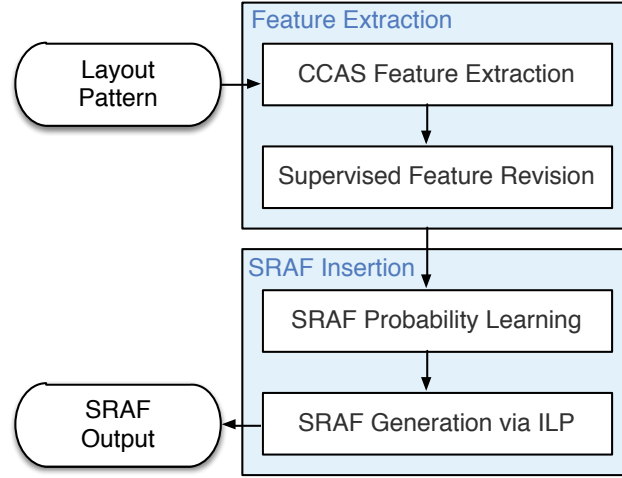 Feature Extraction
Layout
Pattern
CCAS Feature Extraction
Supervised Feature Revision
SRAF Insertion
SRAF Probability Learning
SRAF
Output
SRAF Generation via ILP